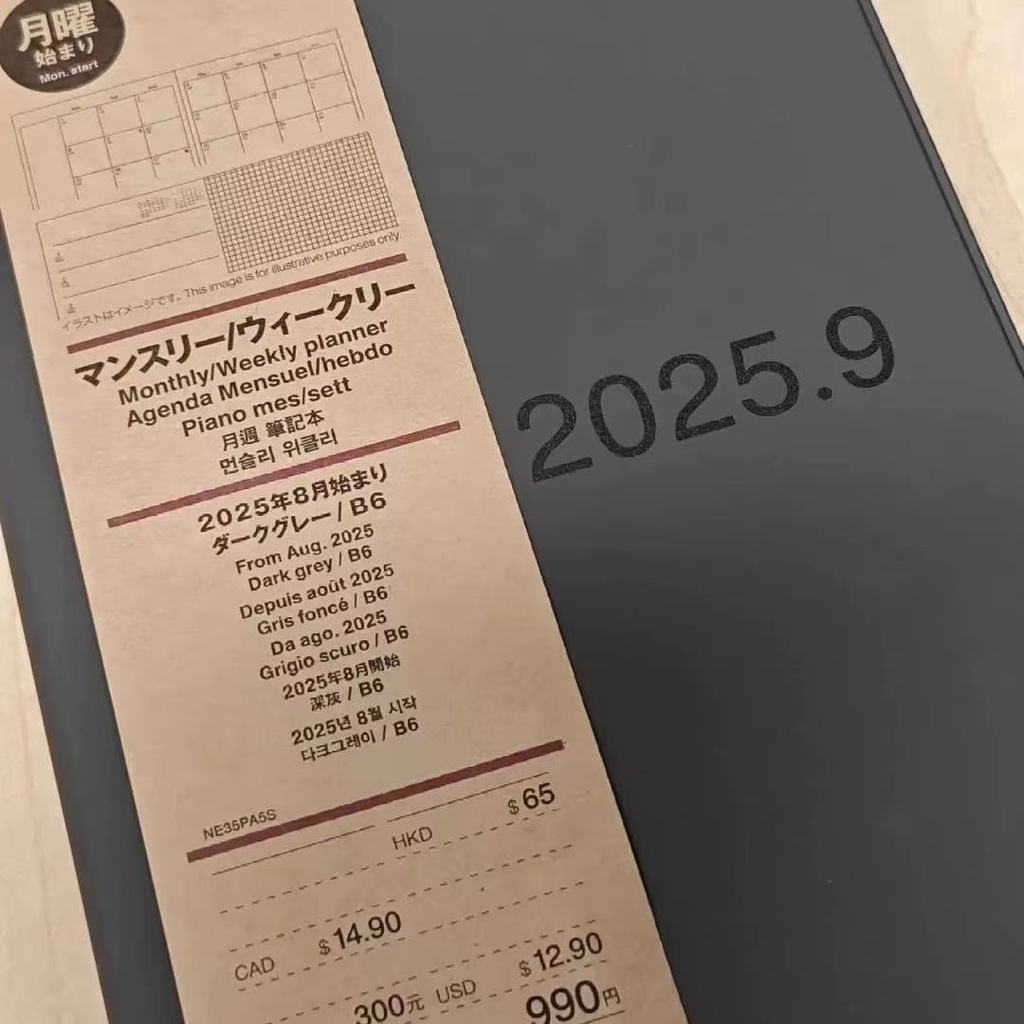 月曜
始まり
Mon. start
イラストはイメージです。This image is for illustrative purposes only.
マンスリー/ウィークリー
Monthly/Weekly planner
Agenda Mensuel/hebdo
Piano mes/sett
月週 筆記本
먼슬리 위클리
2025年8月始まり
ダークグレー / B6
From Aug. 2025
Dark grey / B6
Depuis août 2025
Gris foncé / B6
Da ago. 2025
Grigio scuro / B6
2025年8月開始
深灰 / B6
2025년 8월 시작
다크그레이 / B6
NE35PA5S
HKD $65
CAD $14.90
300元 USD $12.90
990円
2025.9